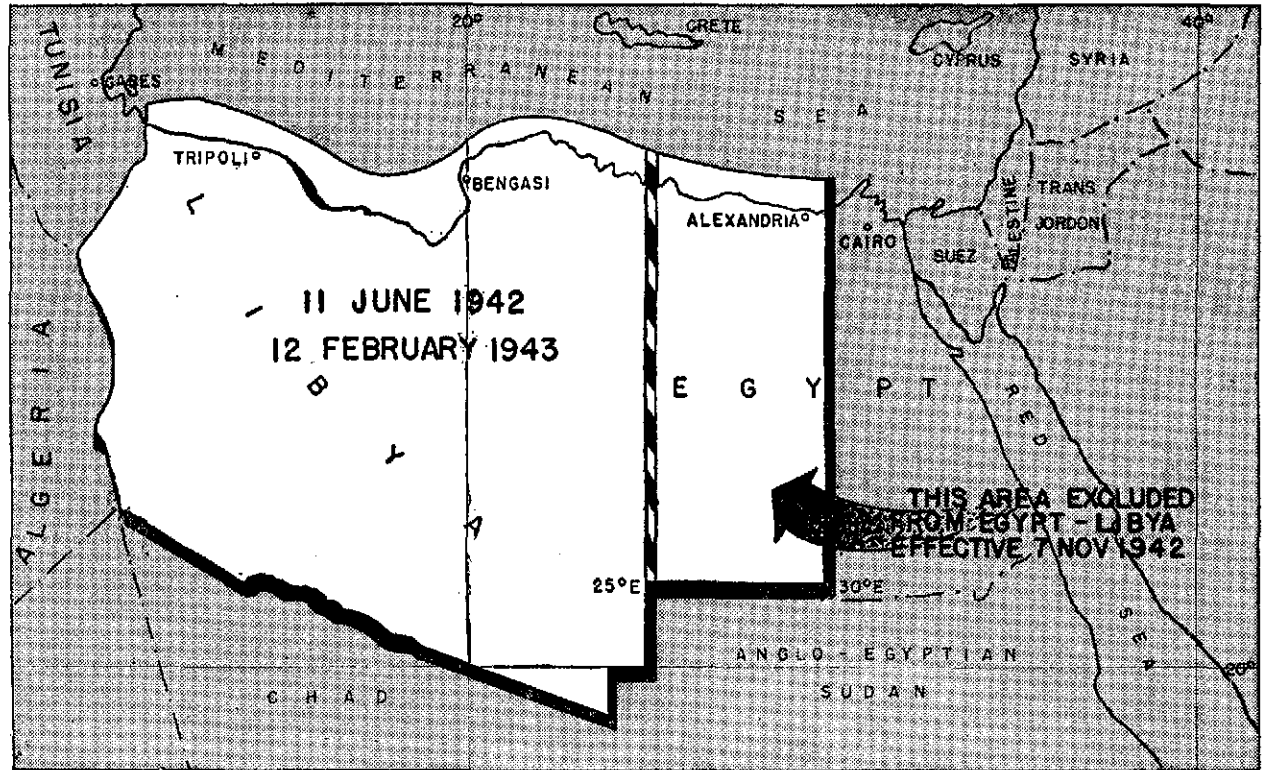 20°
40°
CRETE
CYPRUS
SYRIA
TUNISIA
MEDITERRANEAN SEA
GABES
TRIPOLI
BENGASI
ALEXANDRIA
CAIRO
SUEZ
PALESTINE
TRANS
JORDON
LIBYA
11 JUNE 1942
12 FEBRUARY 1943
EGYPT
ALGERIA
RED SEA
THIS AREA EXCLUDED
FROM EGYPT - LIBYA
EFFECTIVE 7 NOV 1942
25°E
30°E
ANGLO - EGYPTIAN
SUDAN
20°
CHAD